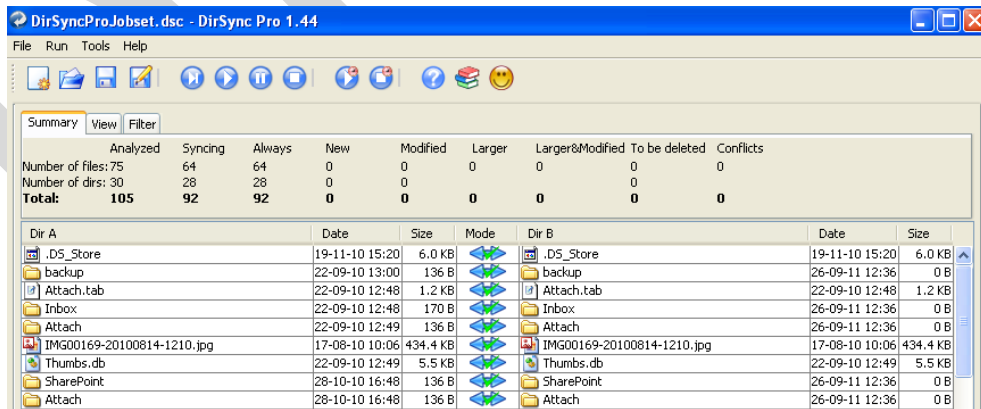 DirSyncProJobset.dsc - DirSync Pro 1.44
File Run Tools Help
Summary View Filter
Analyzed Syncing Always New Modified Larger Larger&Modified To be deleted Conflicts
Number of files: 75 64 64 0 0 0 0 0 0
Number of dirs: 30 28 28 0 0 0
Total: 105 92 92 0 0 0 0 0 0
Dir A Date Size Mode Dir B Date Size
.DS_Store 19-11-10 15:20 6.0 KB .DS_Store 19-11-10 15:20 6.0 KB
backup 22-09-10 13:00 136 B backup 26-09-11 12:36 0 B
Attach.tab 22-09-10 12:48 1.2 KB Attach.tab 22-09-10 12:48 1.2 KB
Inbox 22-09-10 12:48 170 B Inbox 26-09-11 12:36 0 B
Attach 22-09-10 12:49 136 B Attach 26-09-11 12:36 0 B
IMG00169-20100814-1210.jpg 17-08-10 10:06 434.4 KB IMG00169-20100814-1210.jpg 17-08-10 10:06 434.4 KB
Thumbs.db 22-09-10 12:49 5.5 KB Thumbs.db 22-09-10 12:49 5.5 KB
SharePoint 28-10-10 16:48 136 B SharePoint 26-09-11 12:36 0 B
Attach 28-10-10 16:48 136 B Attach 26-09-11 12:36 0 B